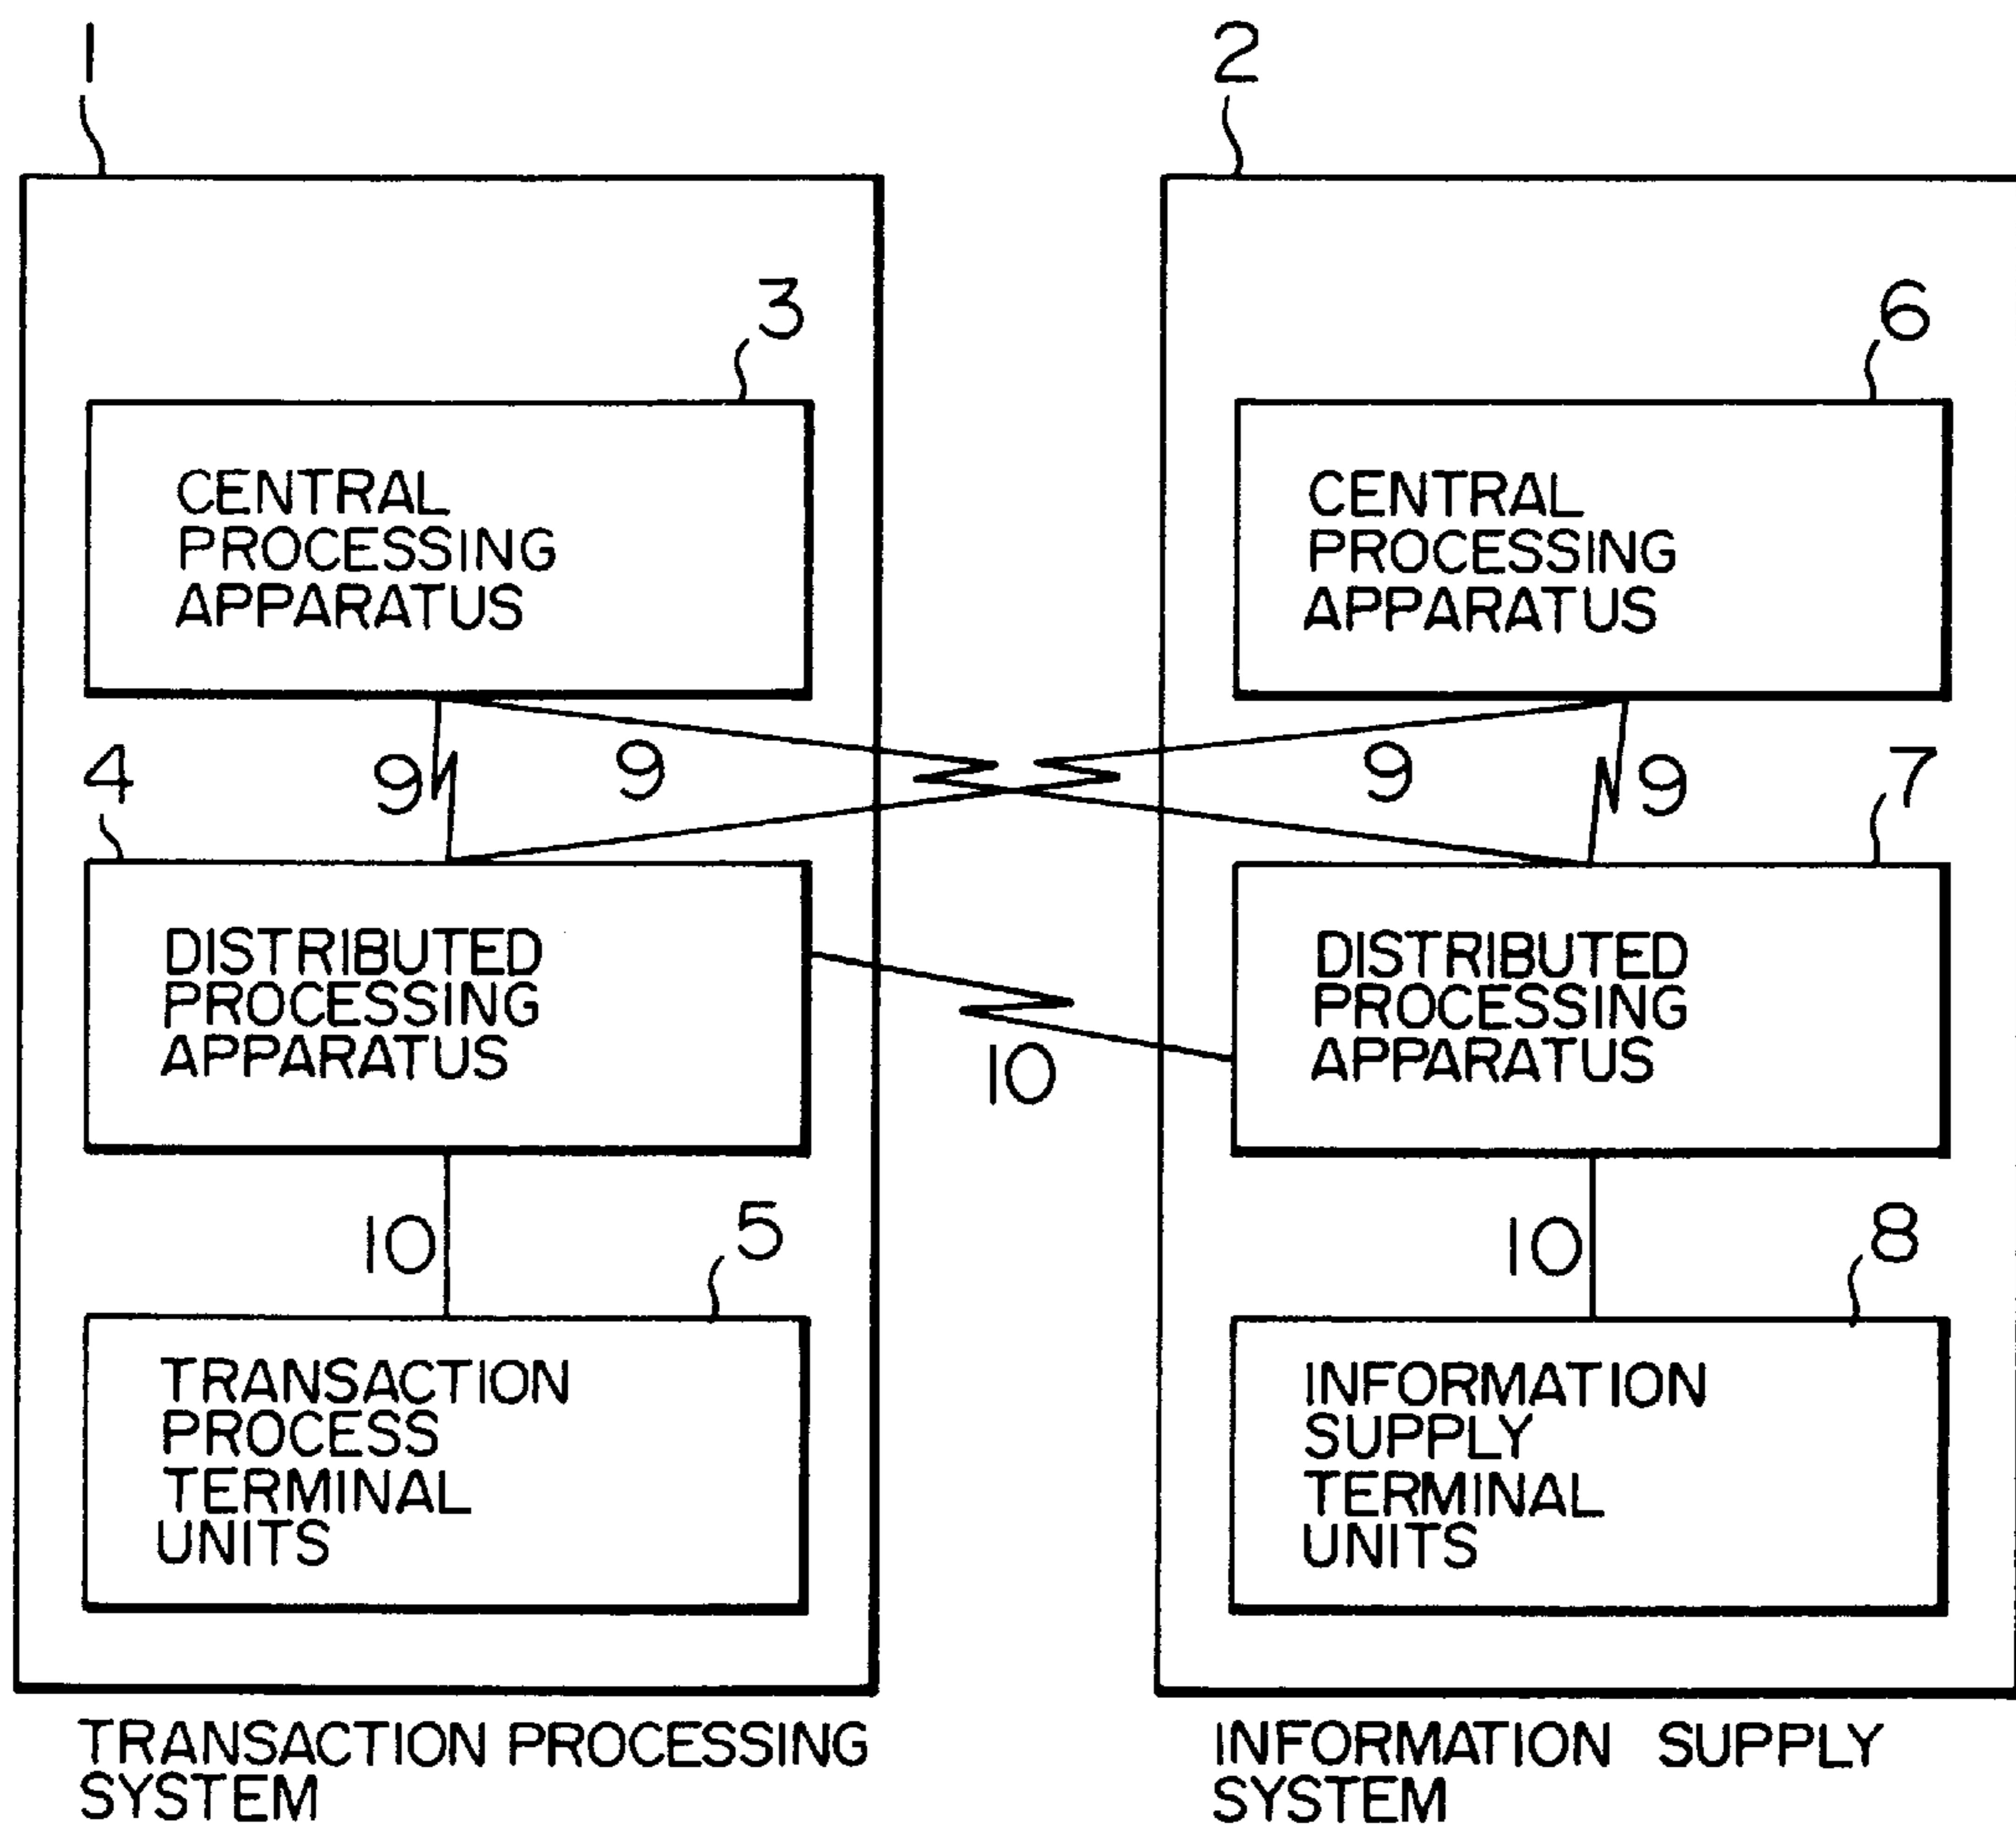 1
2
3
6
CENTRAL
PROCESSING
APPARATUS
CENTRAL
PROCESSING
APPARATUS
4
9
9
9
9
7
DISTRIBUTED
PROCESSING
APPARATUS
DISTRIBUTED
PROCESSING
APPARATUS
10
10
5
10
8
TRANSACTION
PROCESS
TERMINAL
UNITS
INFORMATION
SUPPLY
TERMINAL
UNITS
TRANSACTION PROCESSING
SYSTEM
INFORMATION SUPPLY
SYSTEM